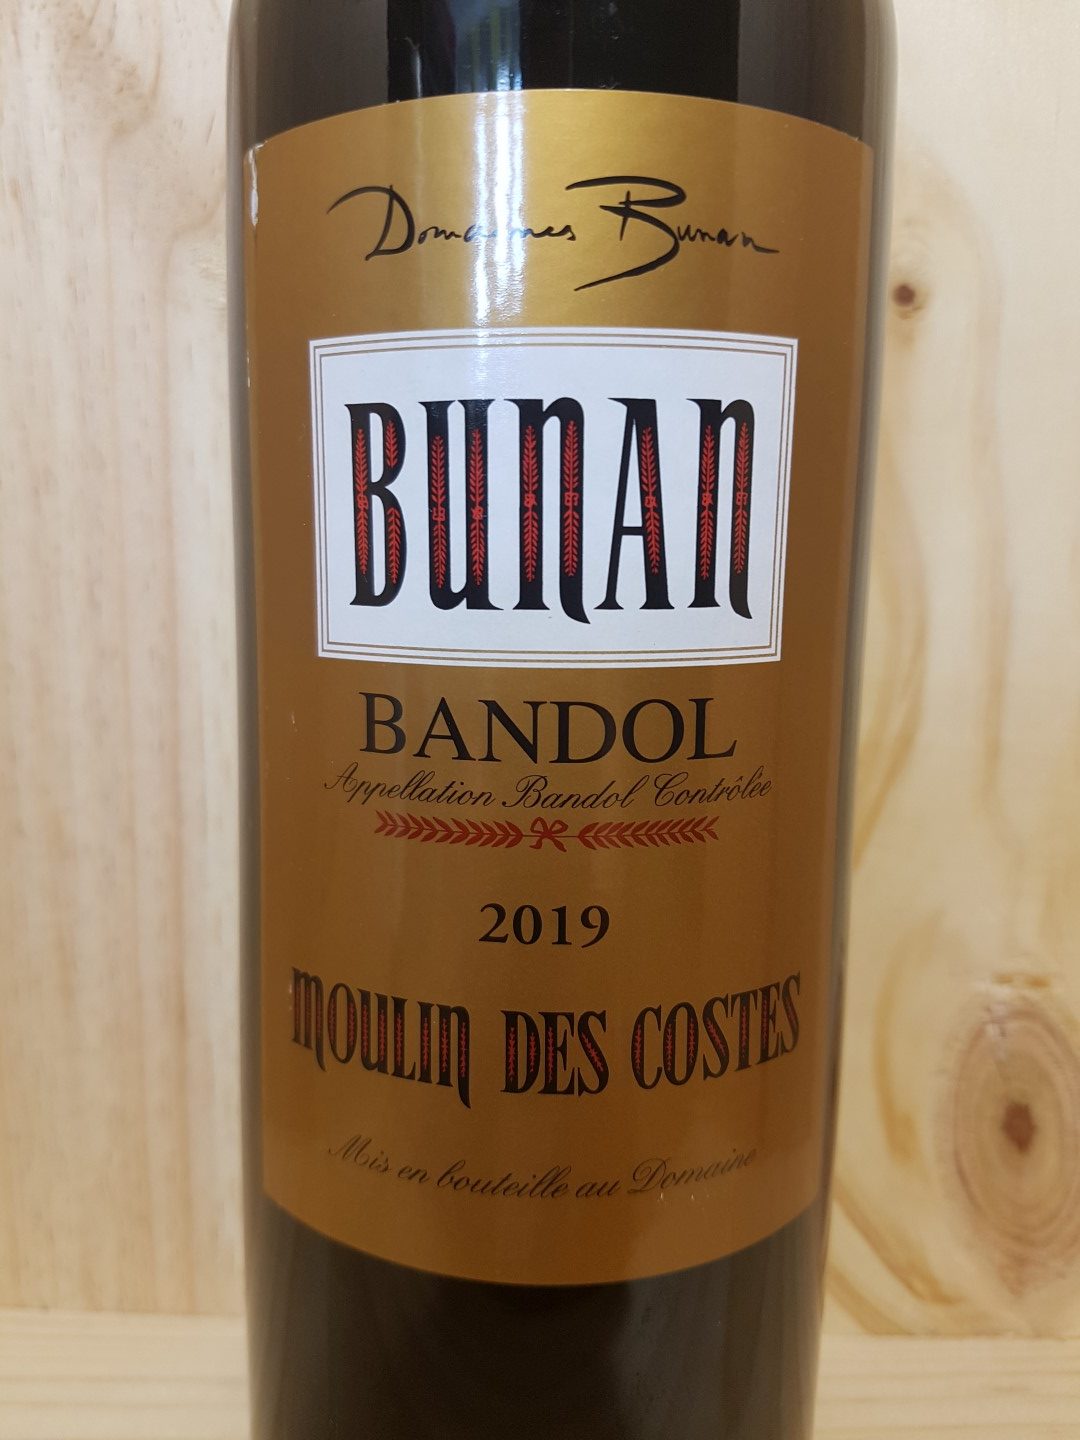 Domaines Bunan
BUNAN
BANDOL
Appellation Bandol Contrôlée
2019
MOULIN DES COSTES
Mis en bouteille au Domaine